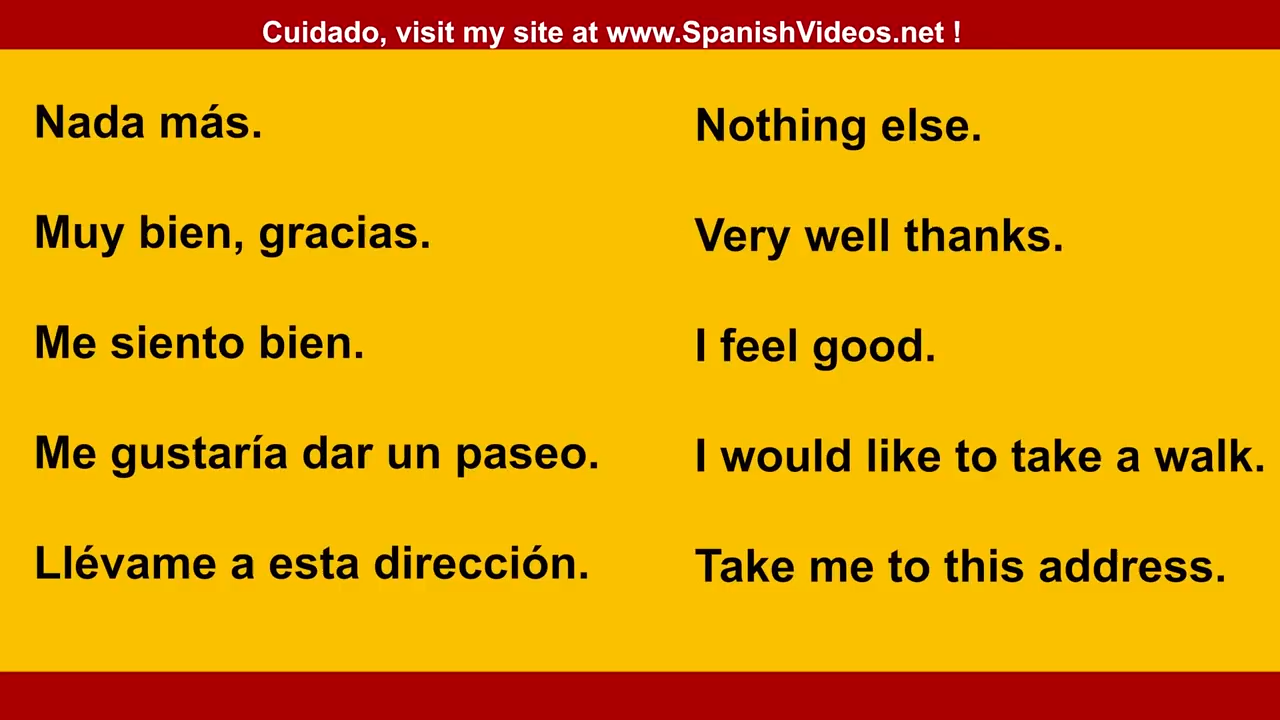 Cuidado, visit my site at www.SpanishVideos.net !
Nada más. Nothing else.
Muy bien, gracias. Very well thanks.
Me siento bien. I feel good.
Me gustaría dar un paseo. I would like to take a walk.
Llévame a esta dirección. Take me to this address.